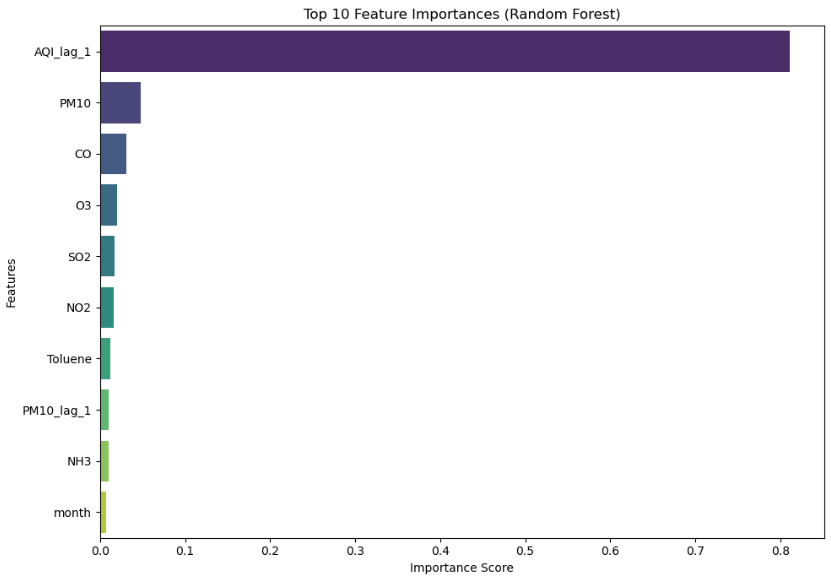 Top 10 Feature Importances (Random Forest)
Features
AQI_lag_1
PM10
CO
O3
SO2
NO2
Toluene
PM10_lag_1
NH3
month
0.0 0.1 0.2 0.3 0.4 0.5 0.6 0.7 0.8
Importance Score